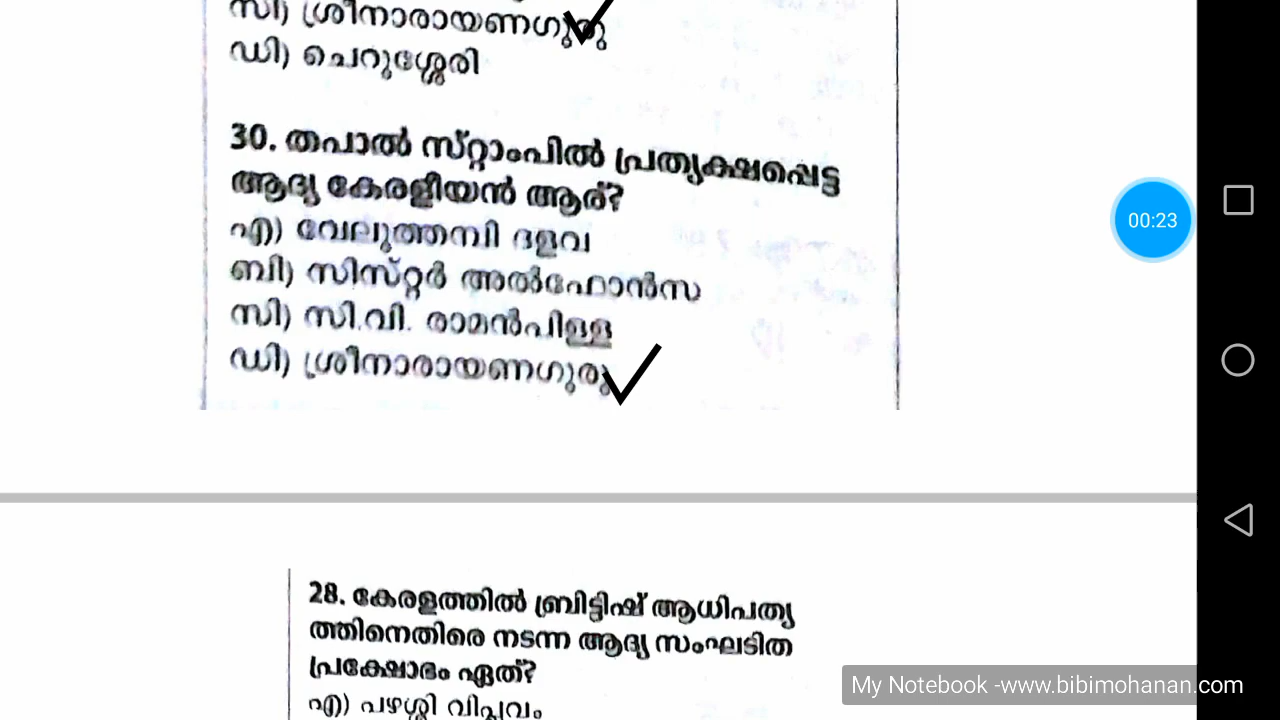 സി) ശ്രീനാരായണഗുരു
ഡി) ചെറുശ്ശേരി
30. തപാൽ സ്റ്റാംപിൽ പ്രത്യക്ഷപ്പെട്ട
ആദ്യ കേരളീയൻ ആര്?
എ) വേലുത്തമ്പി ദളവ
ബി) സിസ്റ്റർ അൽഫോൻസ
സി) സി.വി. രാമൻപിള്ള
ഡി) ശ്രീനാരായണഗുരു
00:23
28. കേരളത്തിൽ ബ്രിട്ടിഷ് ആധിപത്യ
ത്തിനെതിരെ നടന്ന ആദ്യ സംഘടിത
പ്രക്ഷോഭം ഏത്?
എ) പഴശ്ശി വിപ്ലവം
My Notebook -www.bibimohanan.com